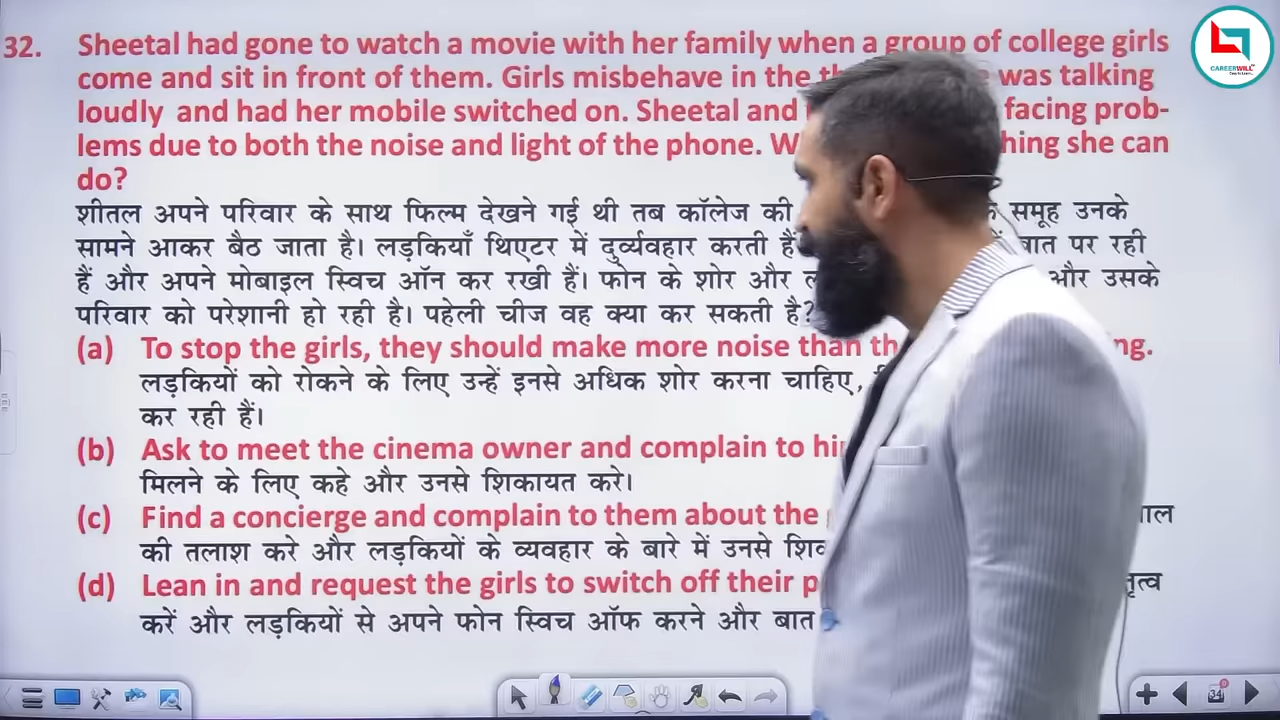 32. Sheetal had gone to watch a movie with her family when a group of college girls
come and sit in front of them. Girls misbehave in the was talking
loudly and had her mobile switched on. Sheetal and facing prob-
lems due to both the noise and light of the phone. she can
do?
शीतल अपने परिवार के साथ फिल्म देखने गई थी तब कॉलेज की समूह उनके
सामने आकर बैठ जाता है। लड़कियाँ थिएटर में दुर्व्यवहार करती बात पर रही
हैं और अपने मोबाइल स्विच ऑन कर रखी हैं। फोन के शोर और और उसके
परिवार को परेशानी हो रही है। पहेली चीज वह क्या कर सकती है?
(a) To stop the girls, they should make more noise than
लड़कियों को रोकने के लिए उन्हें इनसे अधिक शोर करना चाहिए,
कर रही हैं।
(b) Ask to meet the cinema owner and complain to
मिलने के लिए कहे और उनसे शिकायत करे।
(c) Find a concierge and complain to them about the
की तलाश करे और लड़कियों के व्यवहार के बारे में उनसे
(d) Lean in and request the girls to switch off their
करें और लड़कियों से अपने फोन स्विच ऑफ करने और बात
CAREERWILL
34